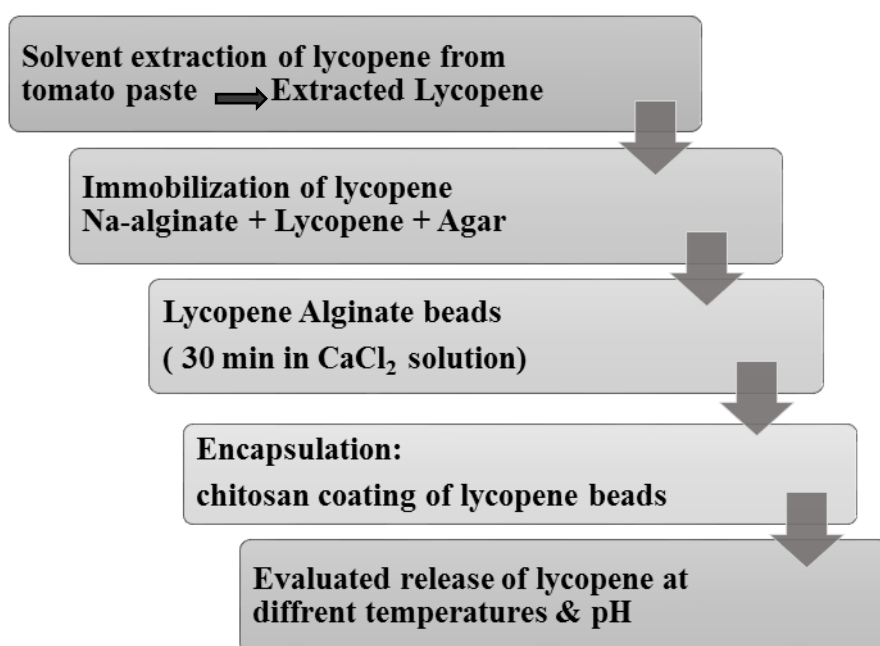 Solvent extraction of lycopene from
tomato paste Extracted Lycopene
Immobilization of lycopene
Na-alginate + Lycopene + Agar
Lycopene Alginate beads
( 30 min in CaCl₂ solution)
Encapsulation:
chitosan coating of lycopene beads
Evaluated release of lycopene at
diffrent temperatures & pH